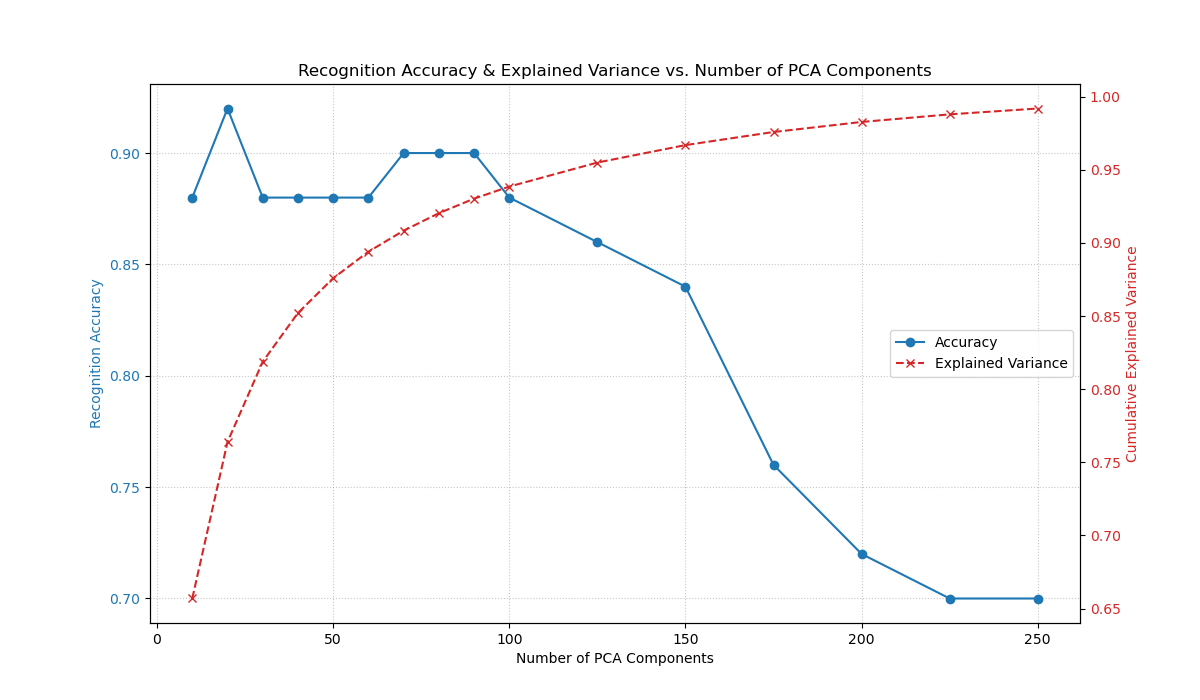 Recognition Accuracy & Explained Variance vs. Number of PCA Components
Recognition Accuracy
0.90
0.85
0.80
0.75
0.70
1.00
0.95
0.90
0.85
0.80
0.75
0.70
0.65
Cumulative Explained Variance
Accuracy
Explained Variance
0 50 100 150 200 250
Number of PCA Components